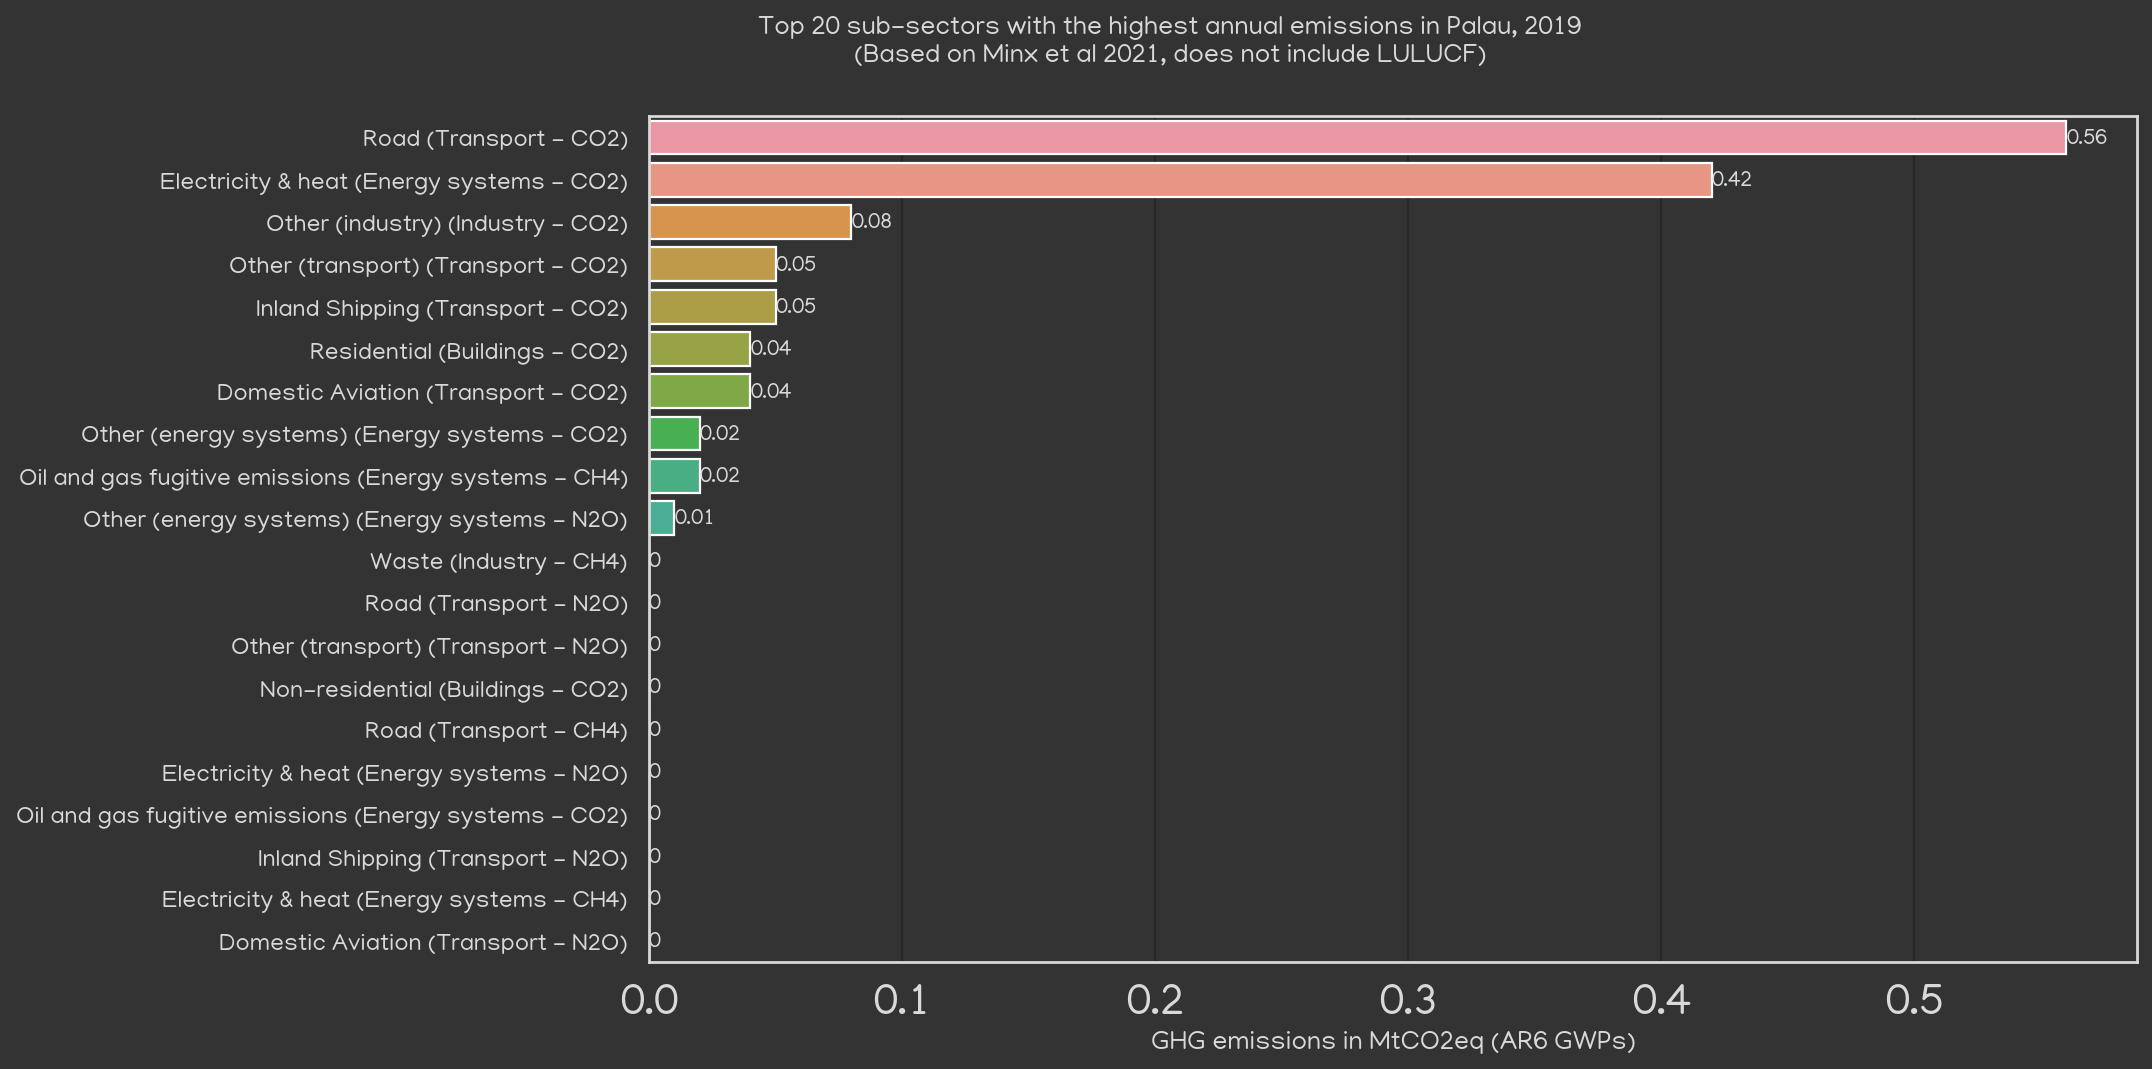 Top 20 sub-sectors with the highest annual emissions in Palau, 2019
(Based on Minx et al 2021, does not include LULUCF)
Road (Transport - CO2) 0.56
Electricity & heat (Energy systems - CO2) 0.42
Other (industry) (Industry - CO2) 0.08
Other (transport) (Transport - CO2) 0.05
Inland Shipping (Transport - CO2) 0.05
Residential (Buildings - CO2) 0.04
Domestic Aviation (Transport - CO2) 0.04
Other (energy systems) (Energy systems - CO2) 0.02
Oil and gas fugitive emissions (Energy systems - CH4) 0.02
Other (energy systems) (Energy systems - N2O) 0.01
Waste (Industry - CH4) 0
Road (Transport - N2O) 0
Other (transport) (Transport - N2O) 0
Non-residential (Buildings - CO2) 0
Road (Transport - CH4) 0
Electricity & heat (Energy systems - N2O) 0
Oil and gas fugitive emissions (Energy systems - CO2) 0
Inland Shipping (Transport - N2O) 0
Electricity & heat (Energy systems - CH4) 0
Domestic Aviation (Transport - N2O) 0
0.0 0.1 0.2 0.3 0.4 0.5
GHG emissions in MtCO2eq (AR6 GWPs)